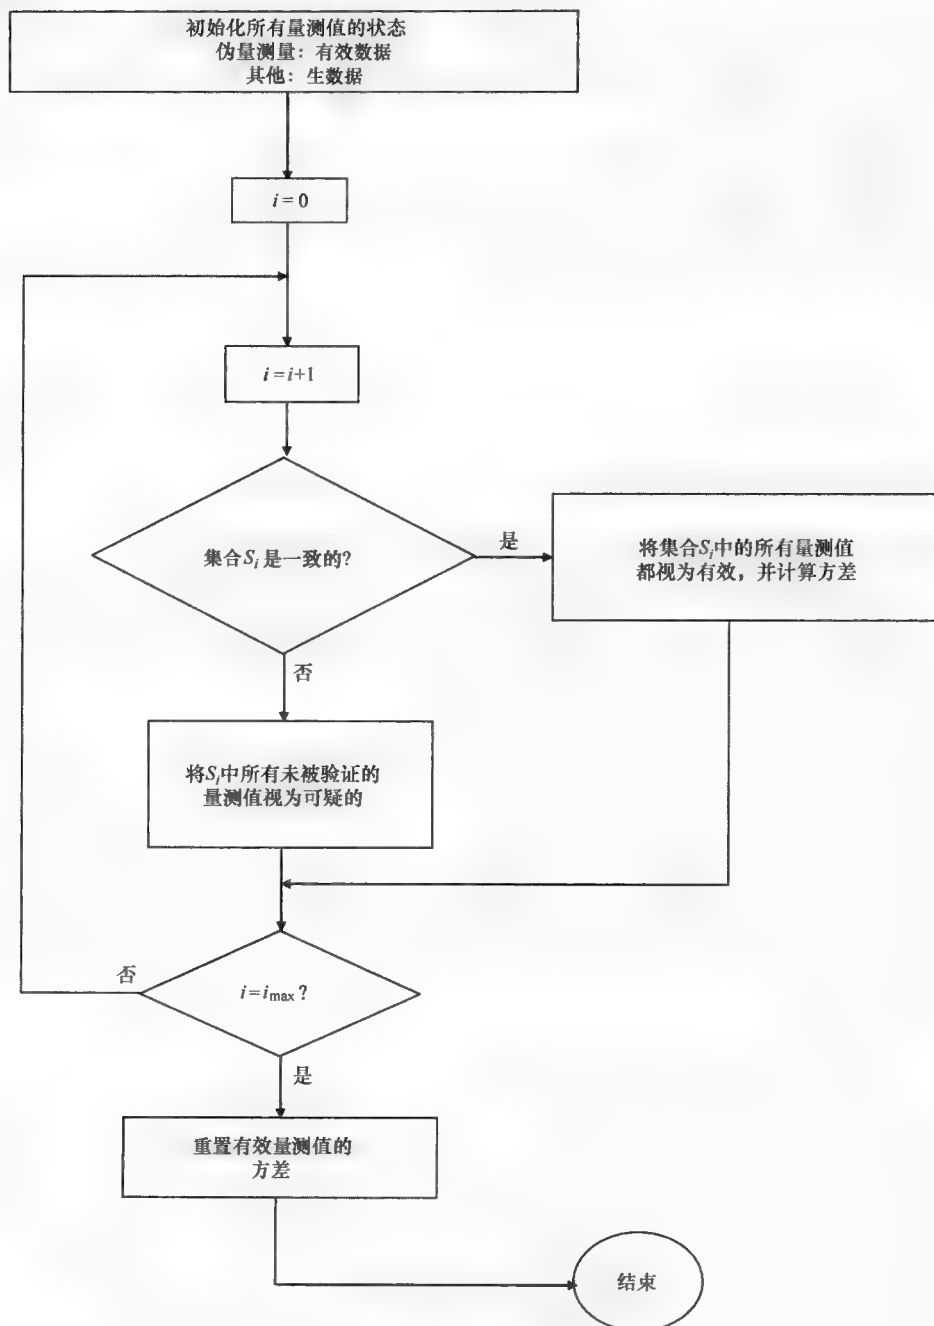 初始化所有量测值的状态
伪量测量：有效数据
其他：生数据
i = 0
i = i+1
集合Si是一致的?
是
将集合Si中的所有量测值
都视为有效，并计算方差
否
将Si中所有未被验证的
量测值视为可疑的
否
i = imax ?
是
重置有效量测值的
方差
结束